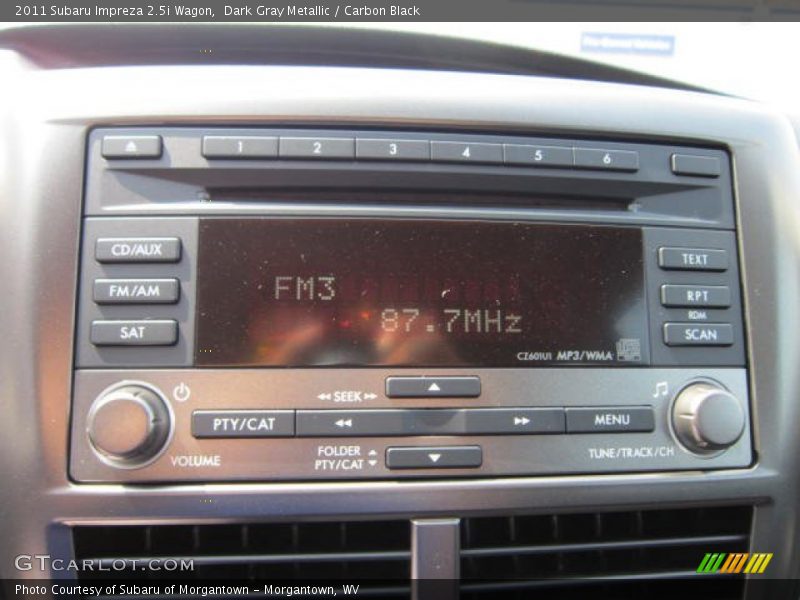 2011 Subaru Impreza 2.5i Wagon, Dark Gray Metallic / Carbon Black
1 2 3 4 5 6
CD/AUX
TEXT
FM/AM
FM3
RPT
RDM
SAT
87.7MHz
SCAN
CZ601U1 MP3/WMA
SEEK
PTY/CAT
MENU
VOLUME
FOLDER
PTY/CAT
TUNE/TRACK/CH
GTCARLOT.COM
Photo Courtesy of Subaru of Morgantown - Morgantown, WV